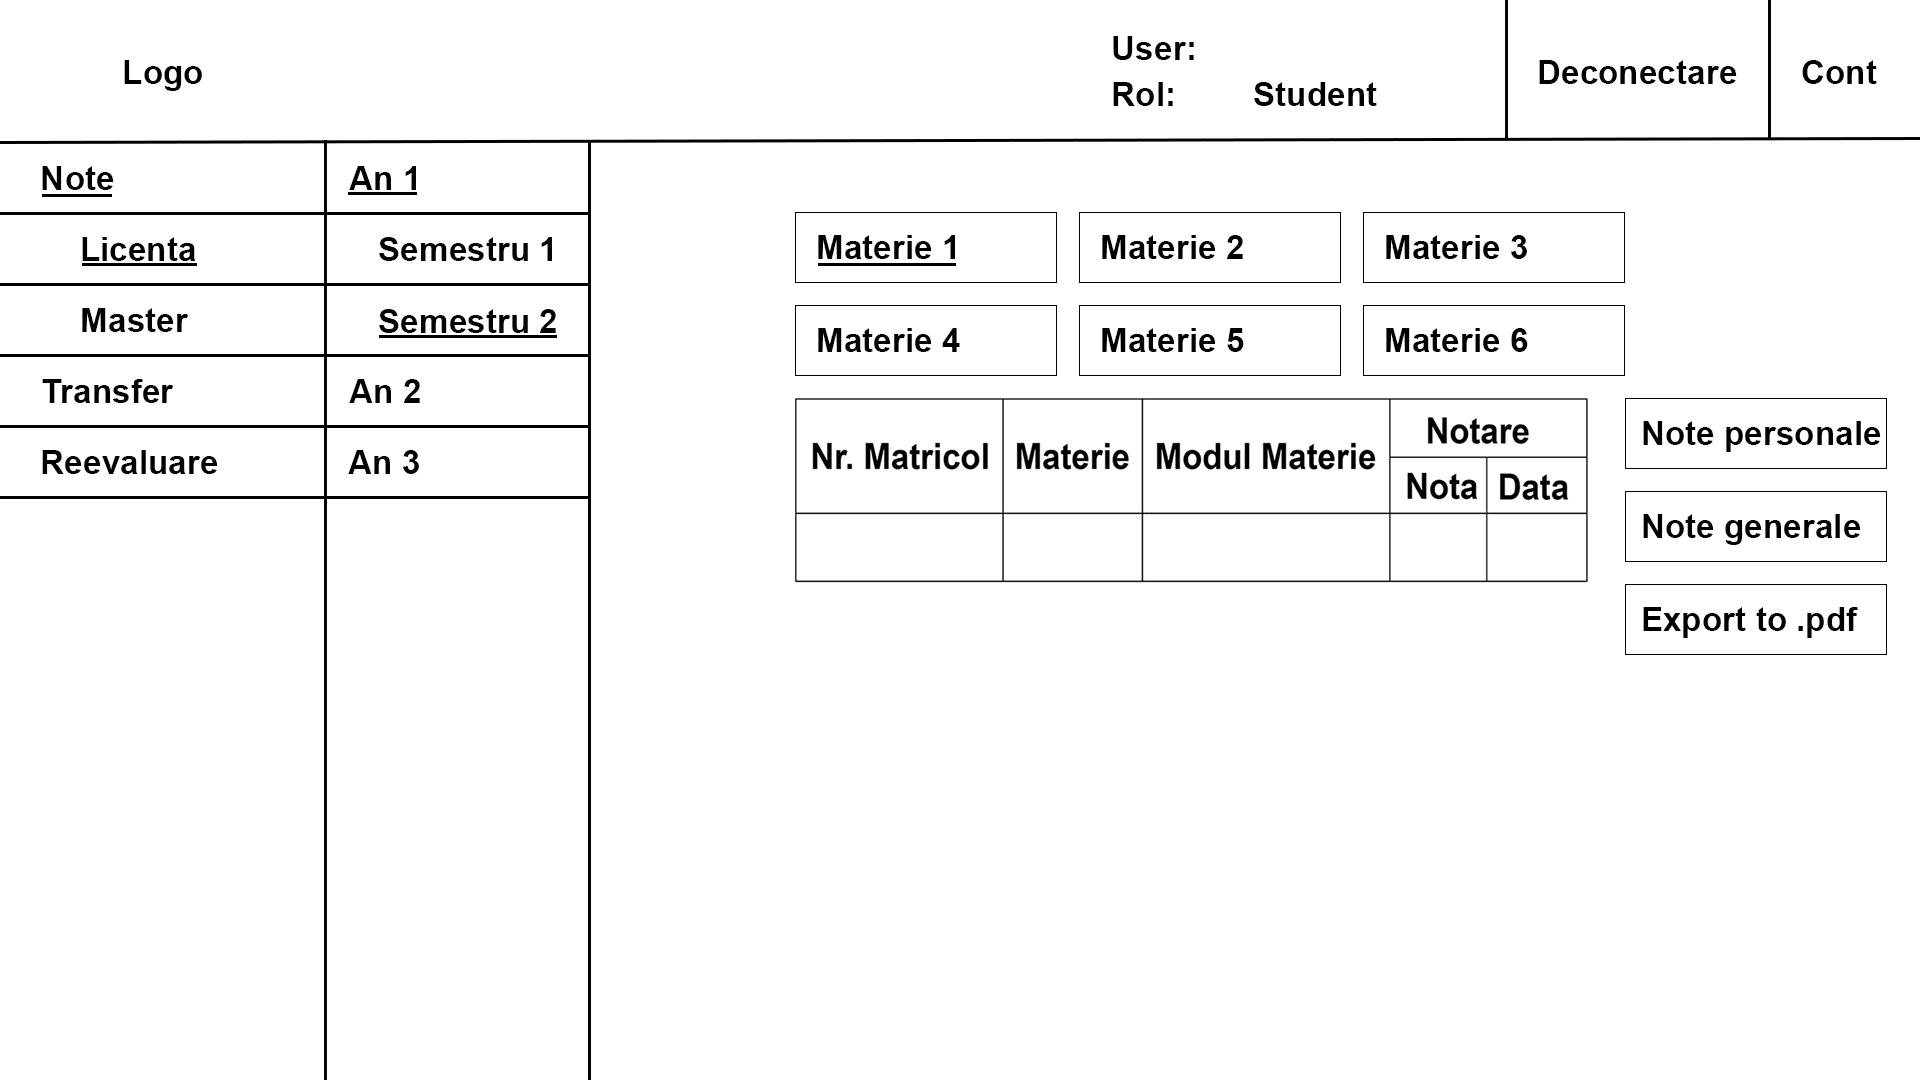 Logo
User:
Rol: Student
Deconectare
Cont
Note
Licenta
Master
Transfer
Reevaluare
An 1
Semestru 1
Semestru 2
An 2
An 3
Materie 1
Materie 2
Materie 3
Materie 4
Materie 5
Materie 6
Nr. Matricol
Materie
Modul Materie
Notare
Nota
Data
Note personale
Note generale
Export to .pdf